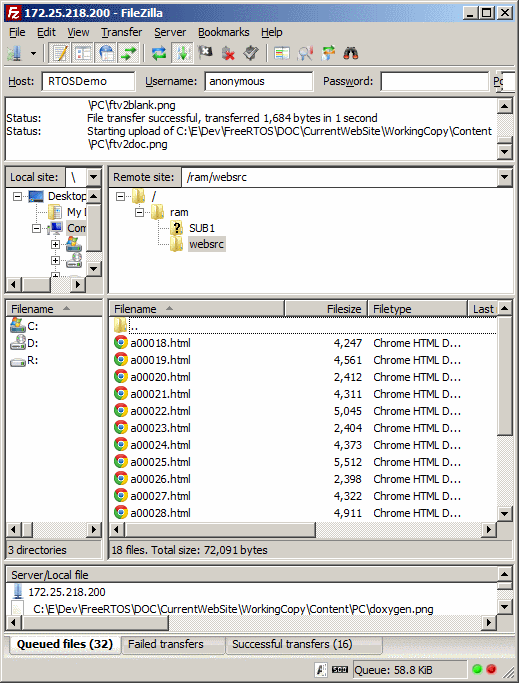 172.25.218.200 - FileZilla
File Edit View Transfer Server Bookmarks Help
Host: RTOSDemo Username: anonymous Password:
\PC\ftv2blank.png
Status: File transfer successful, transferred 1,684 bytes in 1 second
Status: Starting upload of C:\E\Dev\FreeRTOS\DOC\CurrentWebSite\WorkingCopy\Content
\PC\ftv2doc.png
Local site: \ Remote site: /ram/websrc
Desktop /
My ram
SUB1
websrc
Filename Filename Filesize Filetype Last
C: ..
D: a00018.html 4,247 Chrome HTML D...
R: a00019.html 4,561 Chrome HTML D...
a00020.html 2,412 Chrome HTML D...
a00021.html 4,311 Chrome HTML D...
a00022.html 5,045 Chrome HTML D...
a00023.html 2,404 Chrome HTML D...
a00024.html 4,373 Chrome HTML D...
a00025.html 5,512 Chrome HTML D...
a00026.html 2,398 Chrome HTML D...
a00027.html 4,322 Chrome HTML D...
a00028.html 4,911 Chrome HTML D...
3 directories 18 files. Total size: 72,091 bytes
Server/Local file
172.25.218.200
C:\E\Dev\FreeRTOS\DOC\CurrentWebSite\WorkingCopy\Content\PC\doxygen.png
Queued files (32) Failed transfers Successful transfers (16)
Queue: 58.8 KiB